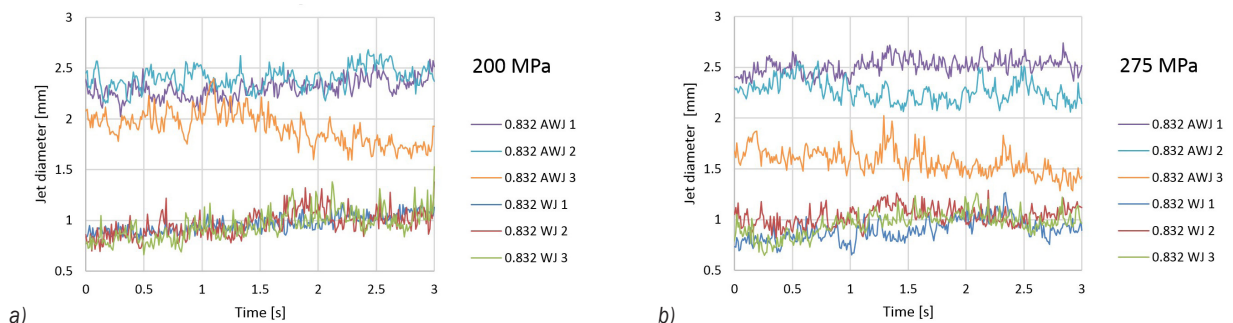 3
2.5
2
1.5
1
0.5
Jet diameter [mm]
0 0.5 1 1.5 2 2.5 3
Time [s]
200 MPa
0.832 AWJ 1
0.832 AWJ 2
0.832 AWJ 3
0.832 WJ 1
0.832 WJ 2
0.832 WJ 3
a)
3
2.5
2
1.5
1
0.5
Jet diameter [mm]
0 0.5 1 1.5 2 2.5 3
Time [s]
275 MPa
0.832 AWJ 1
0.832 AWJ 2
0.832 AWJ 3
0.832 WJ 1
0.832 WJ 2
0.832 WJ 3
b)